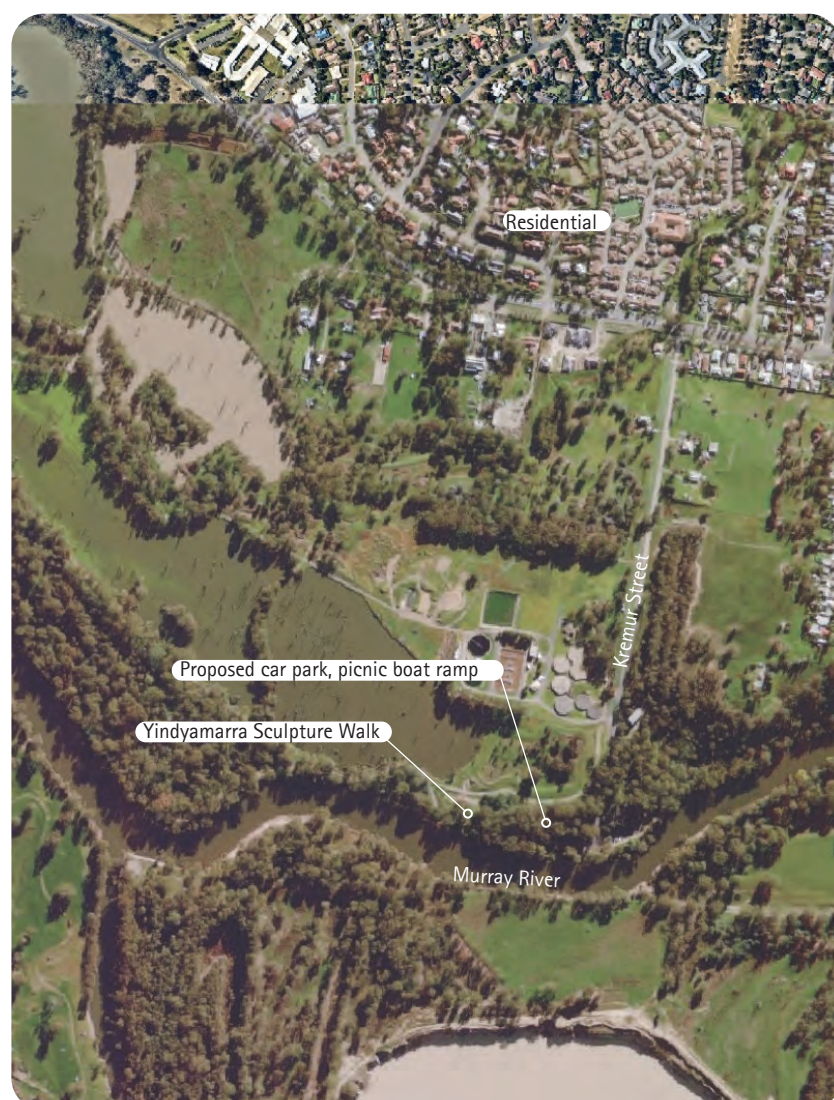 Residential
Kremur Street
Proposed car park, picnic boat ramp
Yindyamarra Sculpture Walk
Murray River